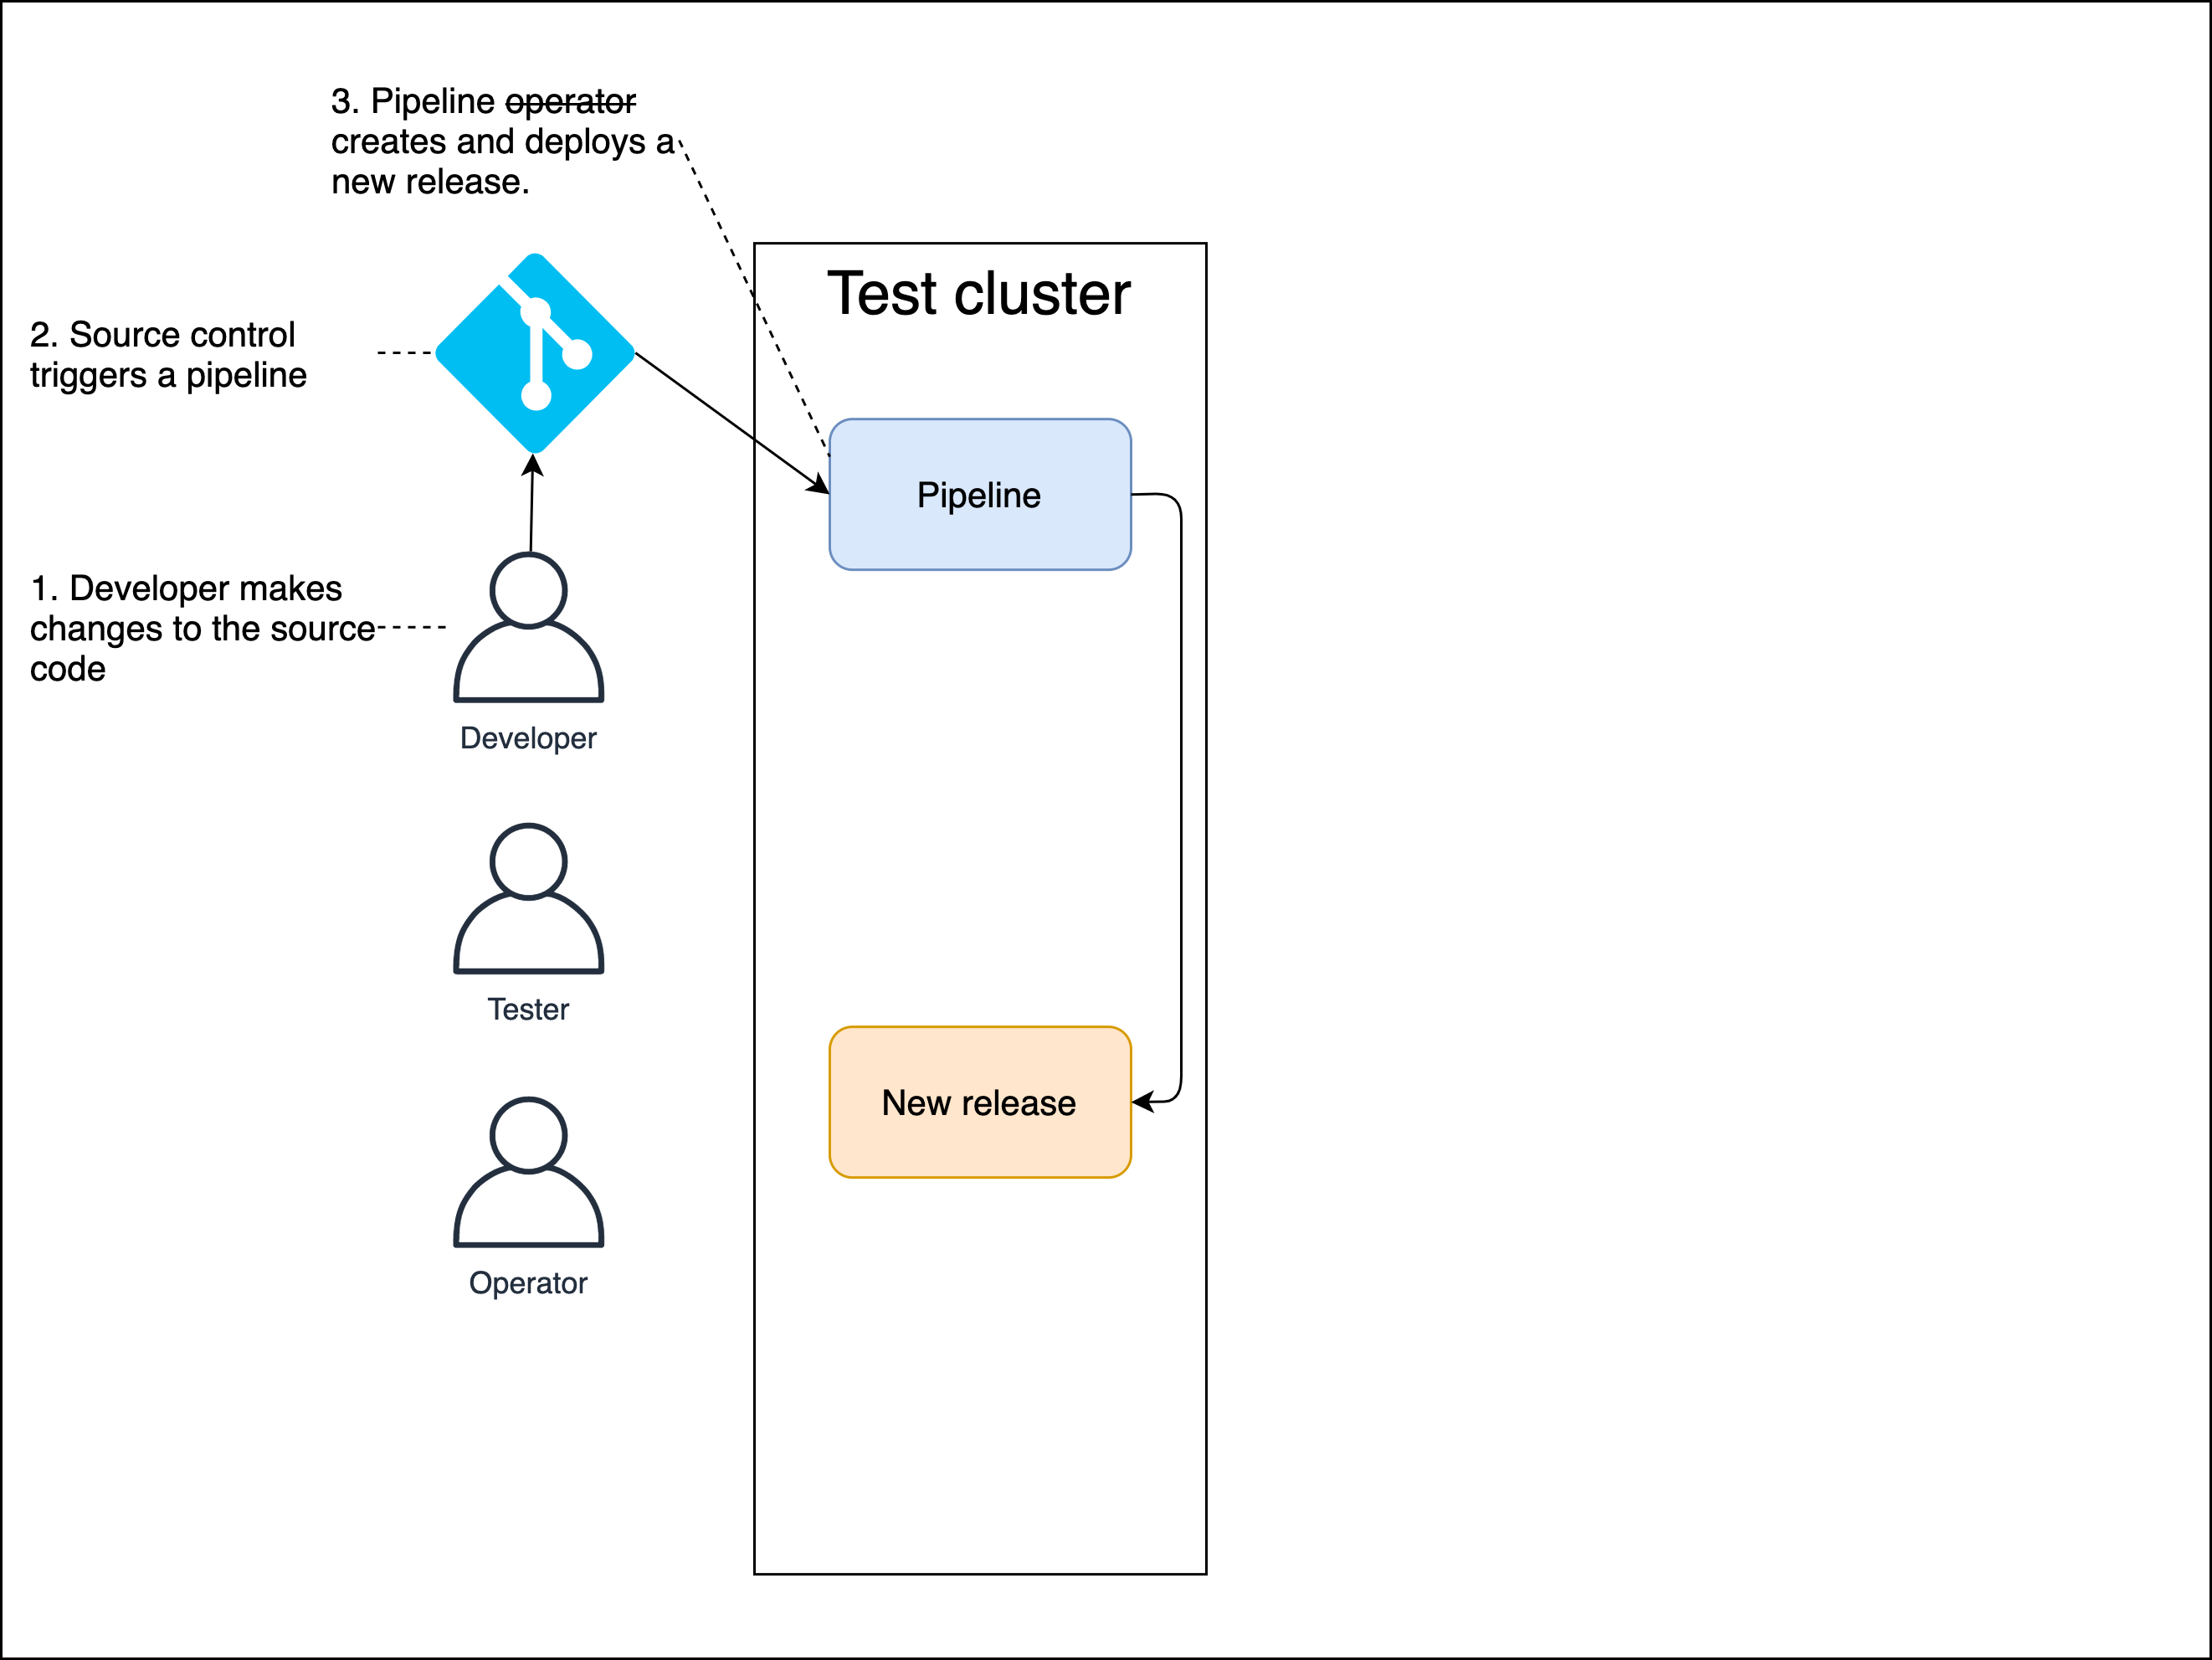 3. Pipeline operator
creates and deploys a
new release.
Test cluster
2. Source control
triggers a pipeline
Pipeline
1. Developer makes
changes to the source
code
Developer
Tester
New release
Operator